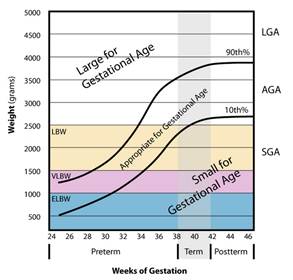 5000
LGA
4500
Large for
Gestational Age
4000
90th%
3500
AGA
3000
Appropriate for Gestational Age
10th%
Weight (grams)
2500
LBW
2000
SGA
1500
VLBW
Small for
Gestational Age
1000
ELBW
500
24 26 28 30 32 34 36 38 40 42 44 46
Preterm Term Postterm
Weeks of Gestation